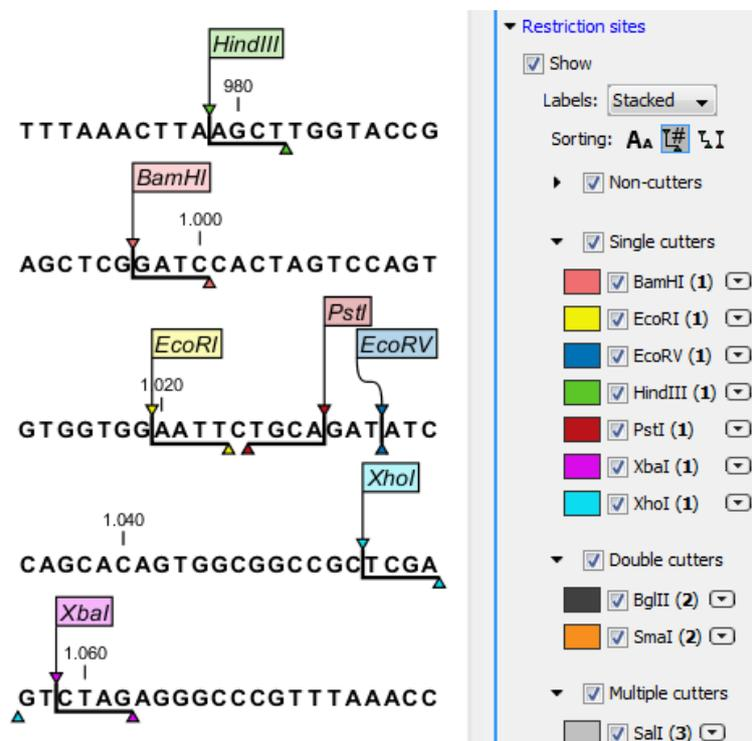 HindIII
980
TTTAAACTTAAGCTTGGTACCG
BamHI
1.000
AGCTCGGATCCACTAGTCCAGT
PstI
EcoRI
EcoRV
1.020
GTGGTGGAATTCTGCAGATATC
XhoI
1.040
CAGCACAGTGGCGGCCGCTCGA
XbaI
1.060
GTCTAGAGGGCCCGTTTAAACC
Restriction sites
Show
Labels: Stacked
Sorting: AA
Non-cutters
Single cutters
BamHI (1)
EcoRI (1)
EcoRV (1)
HindIII (1)
PstI (1)
XbaI (1)
XhoI (1)
Double cutters
BglII (2)
SmaI (2)
Multiple cutters
SalI (3)